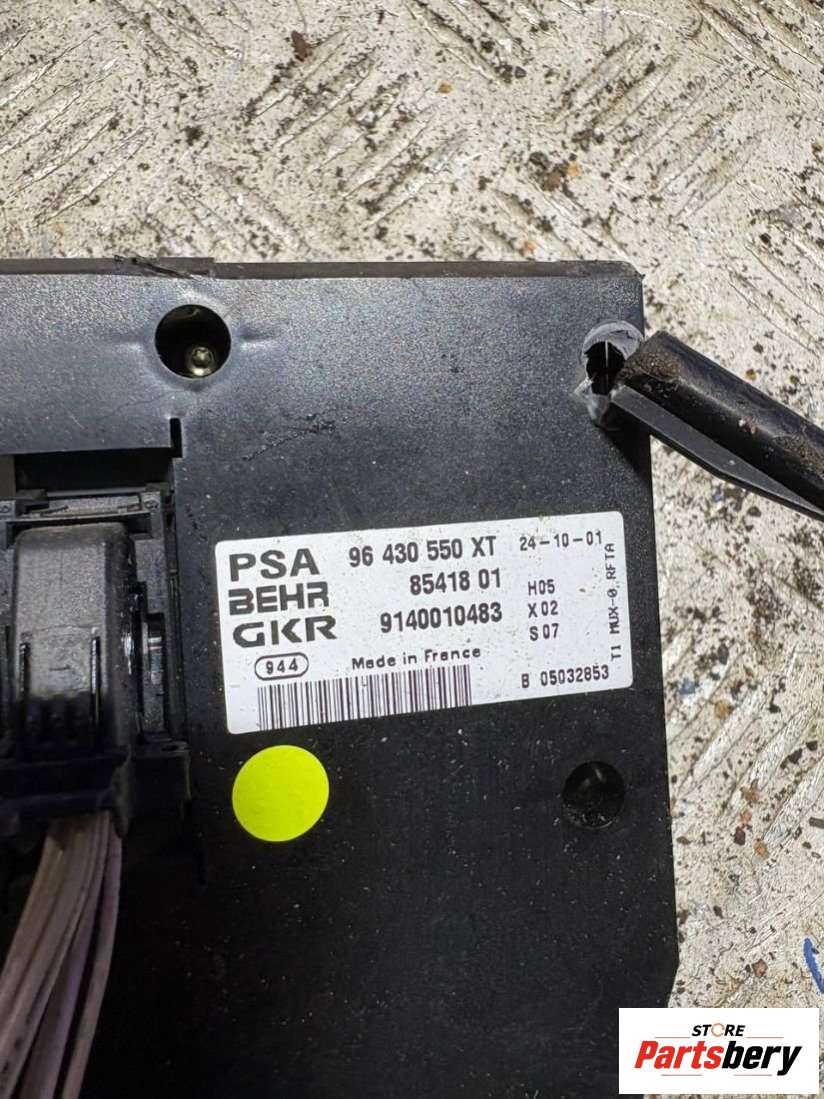 PSA 96 430 550 XT 24-10-01
BEHR 85418 01 H05
GKR 9140010483 X02
S07
944 Made in France B 05032853
T1 MUX-0.RFTA
STORE
Partsbery